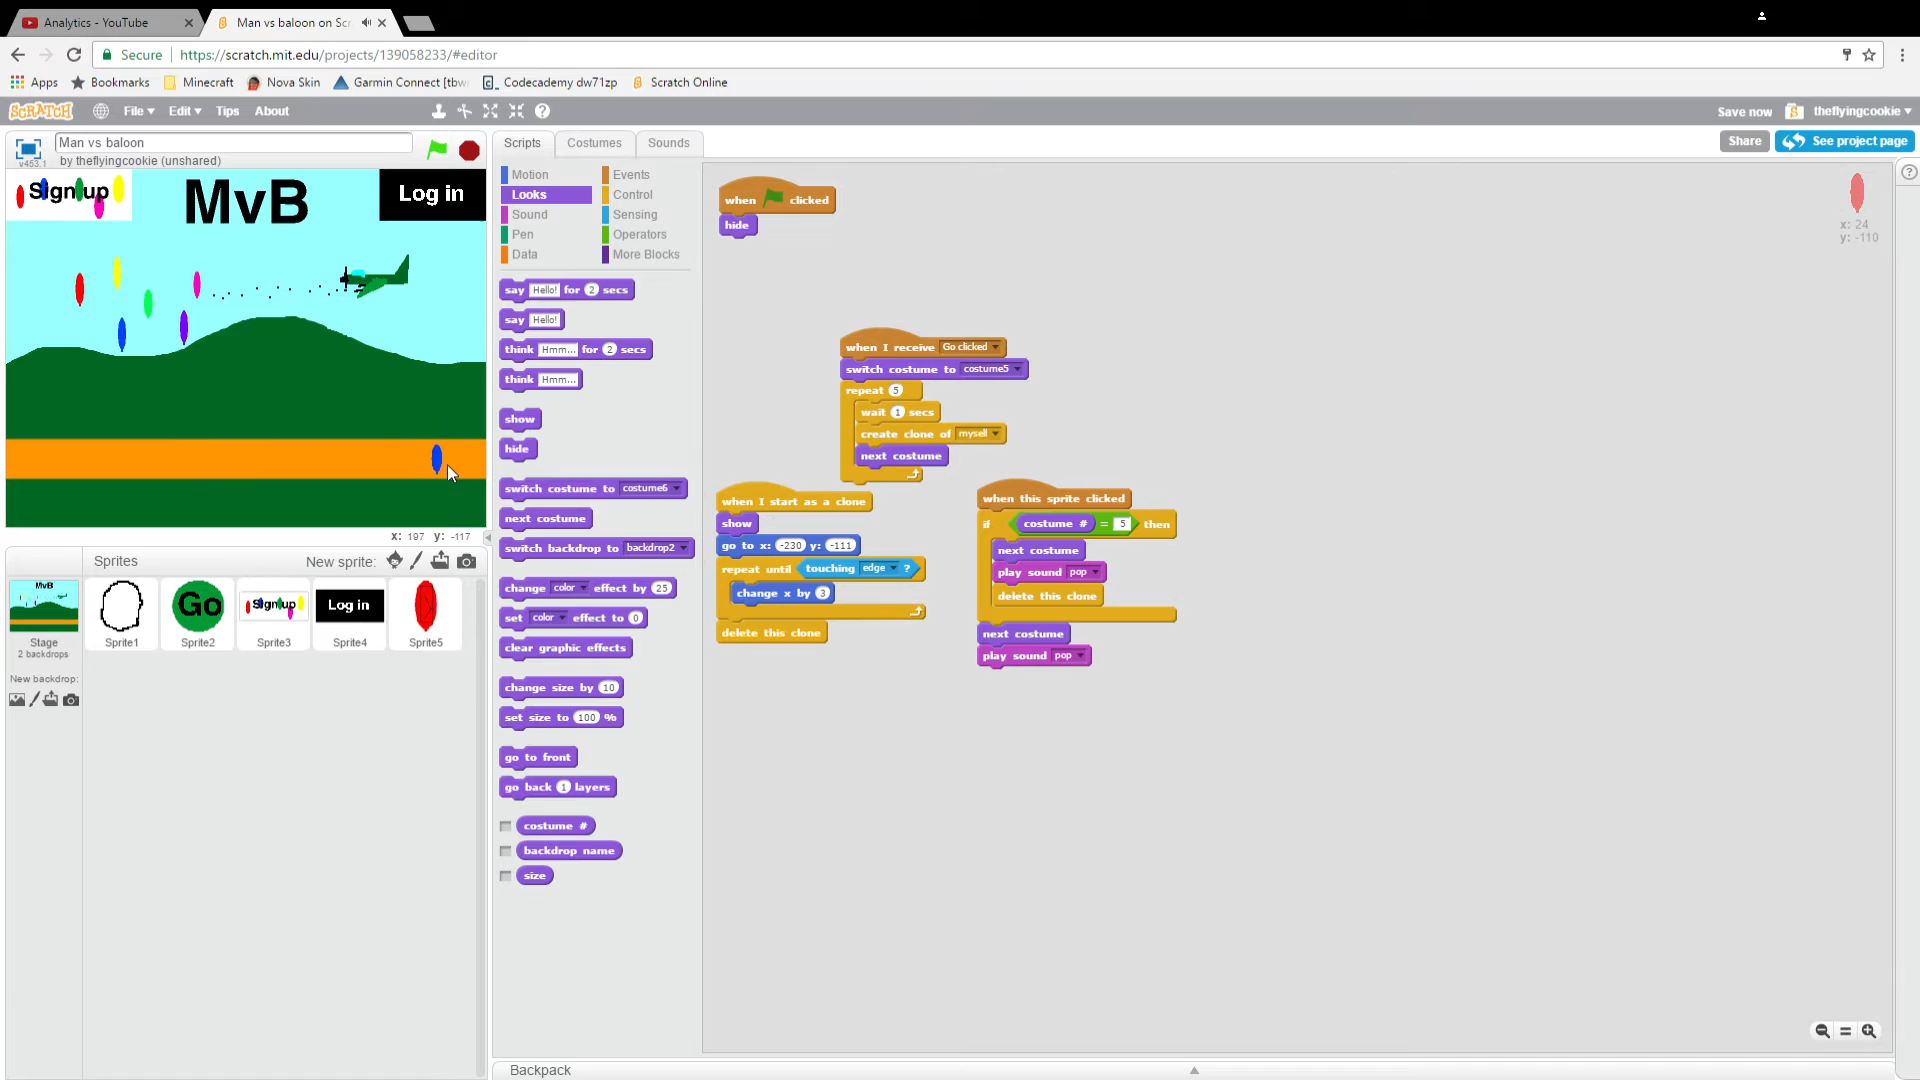 Analytics - YouTube
Man vs baloon on Scr
Secure
https://scratch.mit.edu/projects/139058233/#editor
Apps
Bookmarks
Minecraft
Nova Skin
Garmin Connect [tbw
Codecademy dw71zp
Scratch Online
SCRATCH
File
Edit
Tips
About
Save now
theflyingcookie
v453.1
Man vs baloon
by theflyingcookie (unshared)
Scripts
Costumes
Sounds
Share
See project page
Sign up
MvB
Log in
Motion
Looks
Sound
Pen
Data
Events
Control
Sensing
Operators
More Blocks
say Hello! for 2 secs
say Hello!
think Hmm... for 2 secs
think Hmm...
show
hide
switch costume to costume6
next costume
switch backdrop to backdrop2
change color effect by 25
set color effect to 0
clear graphic effects
change size by 10
set size to 100 %
go to front
go back 1 layers
costume #
backdrop name
size
when clicked
hide
when I receive Go clicked
switch costume to costume5
repeat 5
wait 1 secs
create clone of myself
next costume
when I start as a clone
show
go to x: -230 y: -111
repeat until touching edge ?
change x by 3
delete this clone
when this sprite clicked
if costume # = 5 then
next costume
play sound pop
delete this clone
next costume
play sound pop
x: 24
y: -110
x: 197 y: -117
Sprites
New sprite:
MvB
Stage
2 backdrops
New backdrop:
Sprite1
Go
Sprite2
Sign up
Sprite3
Log in
Sprite4
Sprite5
Backpack